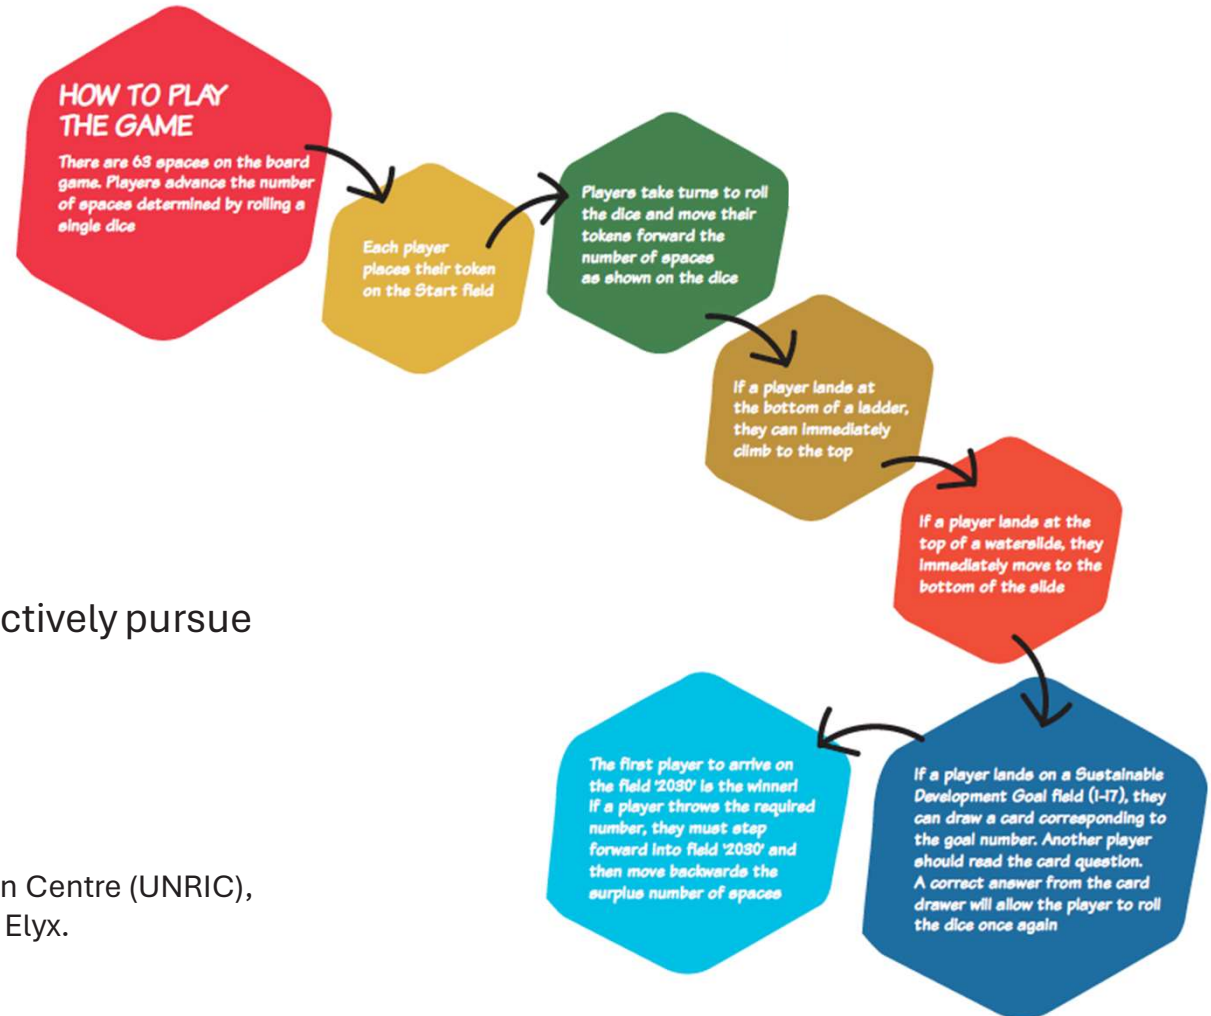 HOW TO PLAY
THE GAME
There are 63 spaces on the board
game. Players advance the number
of spaces determined by rolling a
single dice
Each player
places their token
on the Start field
Players take turns to roll
the dice and move their
tokens forward the
number of spaces
as shown on the dice
If a player lands at
the bottom of a ladder,
they can immediately
climb to the top
If a player lands at the
top of a waterslide, they
immediately move to the
bottom of the slide
If a player lands on a Sustainable
Development Goal field (1-17), they
can draw a card corresponding to
the goal number. Another player
should read the card question.
A correct answer from the card
drawer will allow the player to roll
the dice once again
The first player to arrive on
the field '2030' is the winner!
If a player throws the required
number, they must step
forward into field '2030' and
then move backwards the
surplus number of spaces
ctively pursue
n Centre (UNRIC),
Elyx.